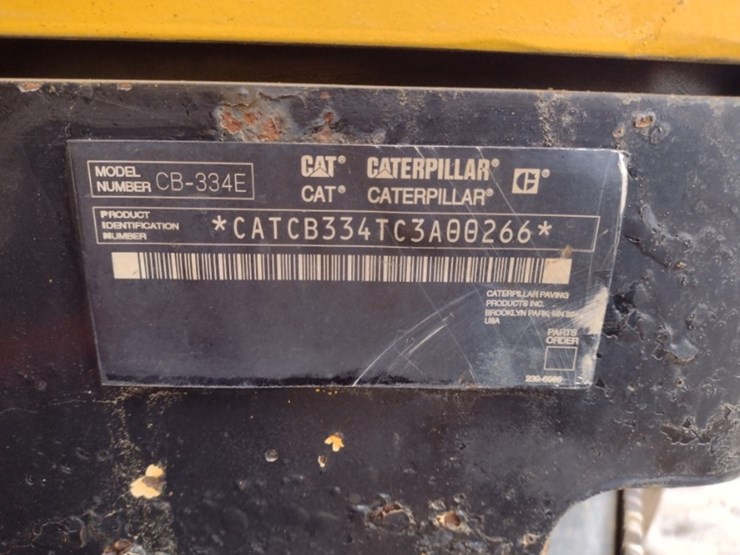 MODEL
NUMBER CB-334E
CAT® CATERPILLAR®
CAT® CATERPILLAR®
PRODUCT
IDENTIFICATION
NUMBER
*CATCB334TC3A00266*
CATERPILLAR PAVING
PRODUCTS INC.
BROOKLYN PARK, MN
USA
PARTS
ORDER